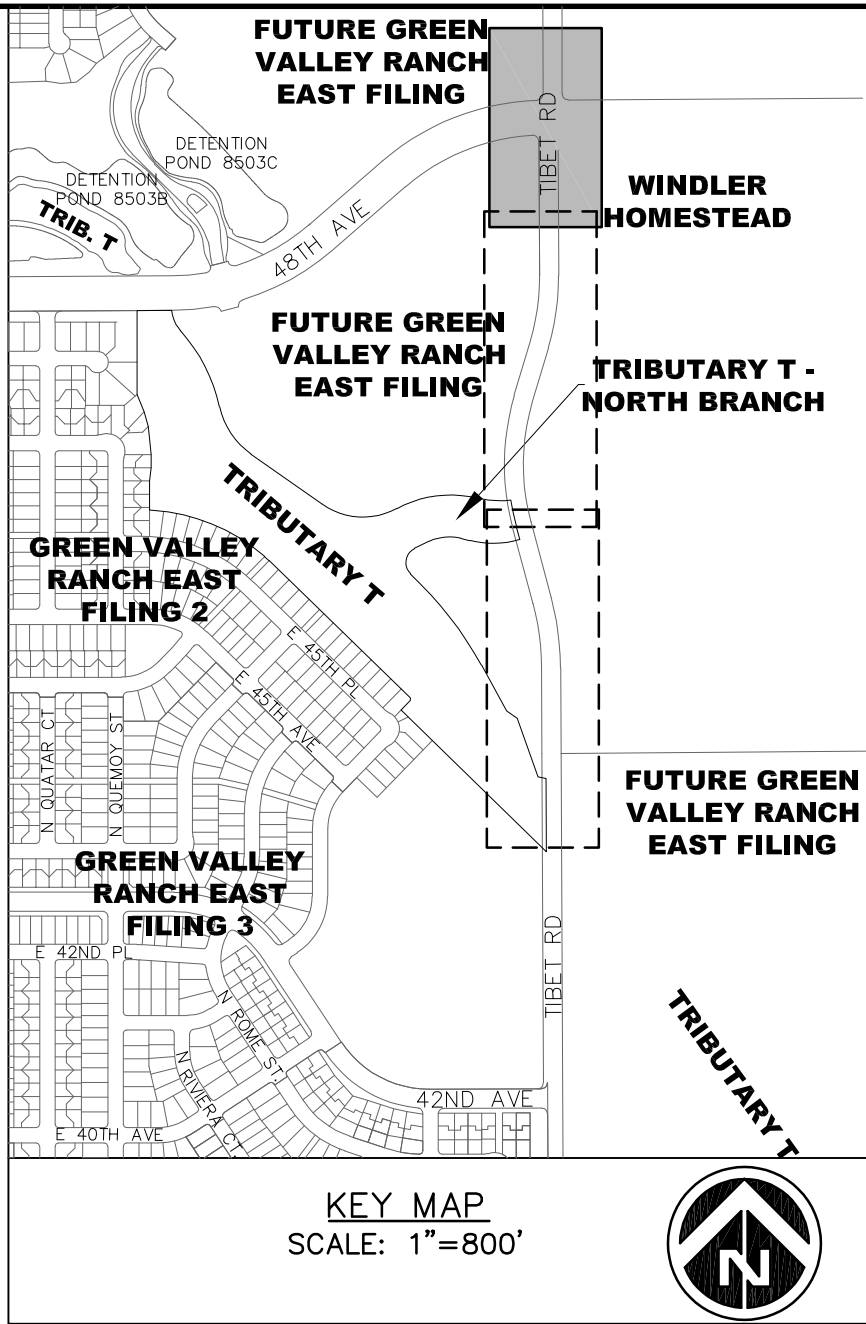 FUTURE GREEN
VALLEY RANCH
EAST FILING
TIBET RD
DETENTION
POND 8503C
DETENTION
POND 8503B
TRIB. T
48TH AVE
WINDLER
HOMESTEAD
FUTURE GREEN
VALLEY RANCH
EAST FILING
TRIBUTARY T -
NORTH BRANCH
TRIBUTARY T
GREEN VALLEY
RANCH EAST
FILING 2
E 45TH PL
E 45TH AVE
N QUATAR CT
N QUEMOY ST
FUTURE GREEN
VALLEY RANCH
EAST FILING
GREEN VALLEY
RANCH EAST
FILING 3
E 42ND PL
N ROME ST.
N RIVIERA CT.
TIBET RD
TRIBUTARY T
42ND AVE
E 40TH AVE
KEY MAP
SCALE: 1"=800'
N